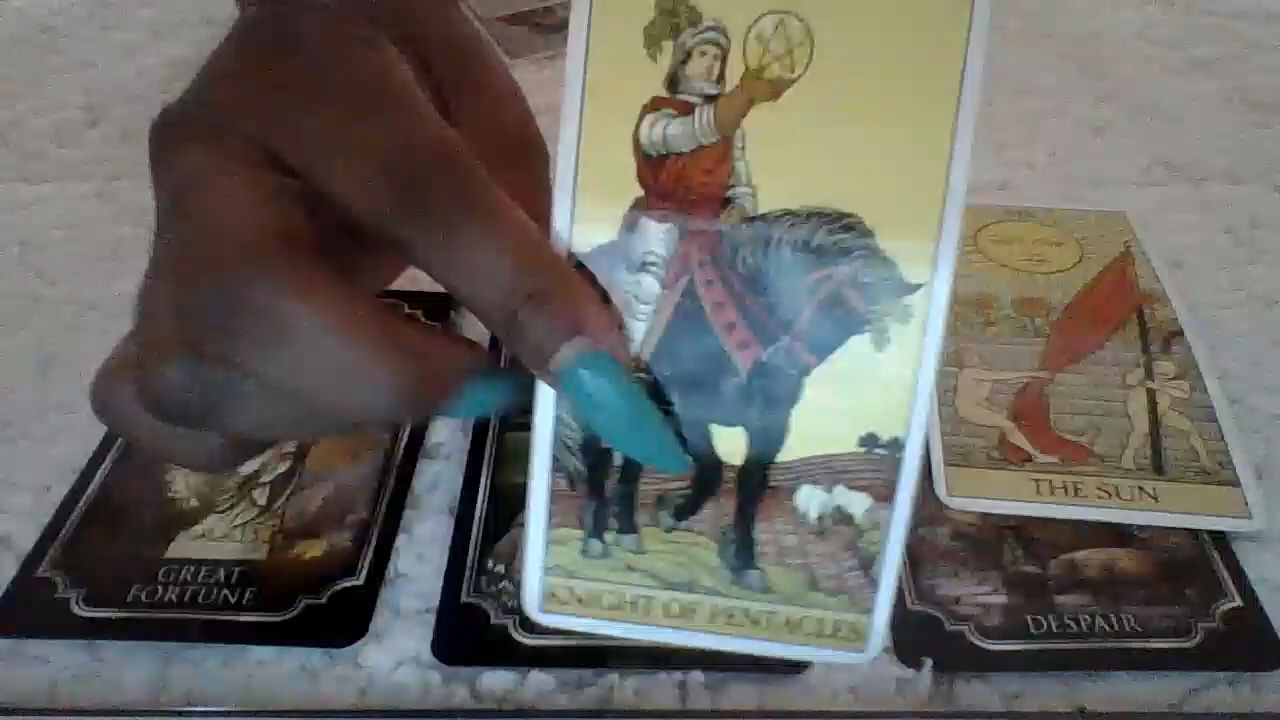 GREAT
FORTUNE
KNIGHT OF PENTACLES
THE SUN
DESPAIR